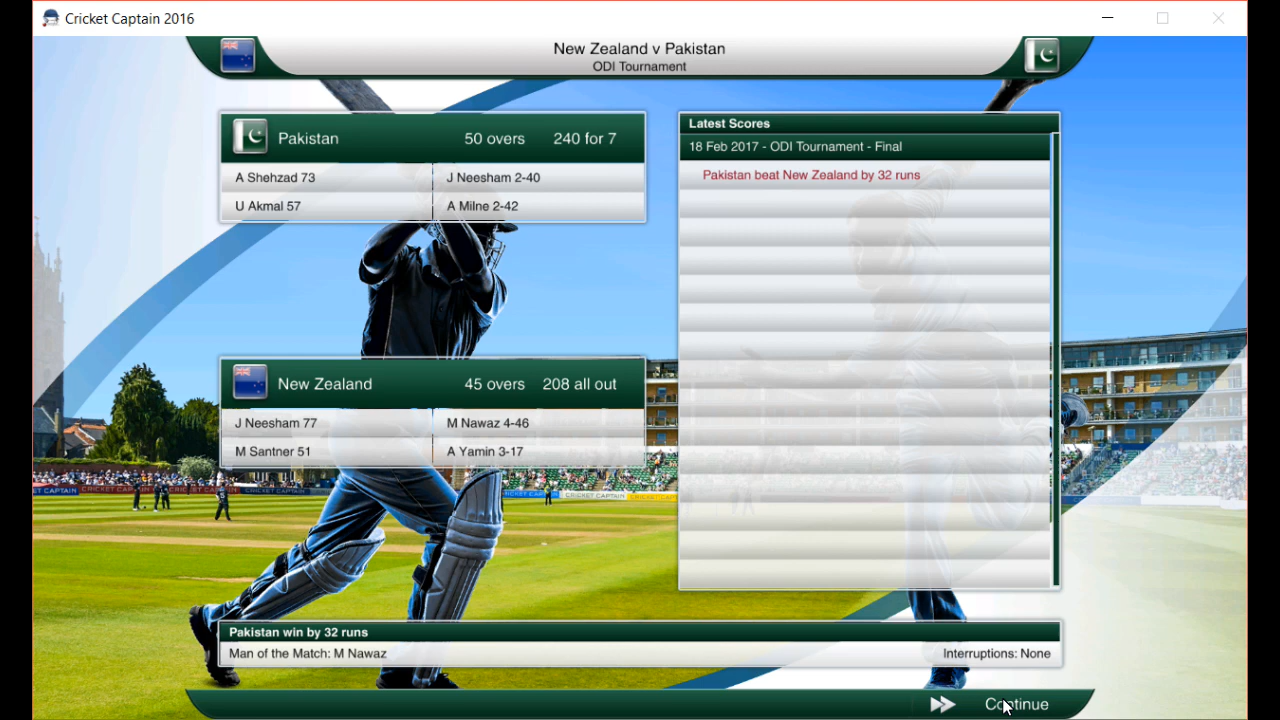 Cricket Captain 2016
New Zealand v Pakistan
ODI Tournament
Pakistan 50 overs 240 for 7
A Shehzad 73 J Neesham 2-40
U Akmal 57 A Milne 2-42
New Zealand 45 overs 208 all out
J Neesham 77 M Nawaz 4-46
M Santner 51 A Yamin 3-17
Latest Scores
18 Feb 2017 - ODI Tournament - Final
Pakistan beat New Zealand by 32 runs
CRICKET CAPTAIN
Pakistan win by 32 runs
Man of the Match: M Nawaz Interruptions: None
Continue